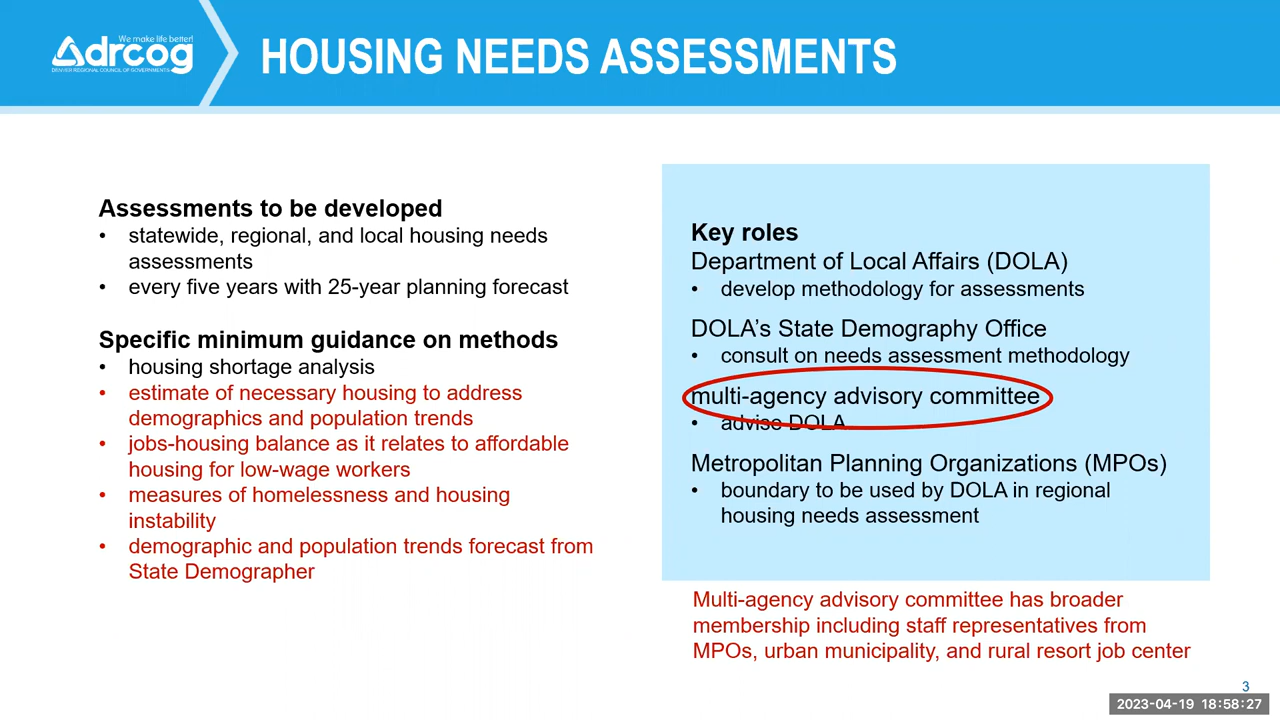 We make life better!
drcog
DENVER REGIONAL COUNCIL OF GOVERNMENTS
HOUSING NEEDS ASSESSMENTS
Assessments to be developed
• statewide, regional, and local housing needs
assessments
• every five years with 25-year planning forecast
Specific minimum guidance on methods
• housing shortage analysis
• estimate of necessary housing to address
demographics and population trends
• jobs-housing balance as it relates to affordable
housing for low-wage workers
• measures of homelessness and housing
instability
• demographic and population trends forecast from
State Demographer
Key roles
Department of Local Affairs (DOLA)
• develop methodology for assessments
DOLA’s State Demography Office
• consult on needs assessment methodology
multi-agency advisory committee
• advise DOLA
Metropolitan Planning Organizations (MPOs)
• boundary to be used by DOLA in regional
housing needs assessment
Multi-agency advisory committee has broader
membership including staff representatives from
MPOs, urban municipality, and rural resort job center
3
2023-04-19 18:58:27